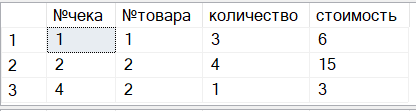 №чека №товара количество стоимость
1 1 1 3 6
2 2 2 4 15
3 4 2 1 3